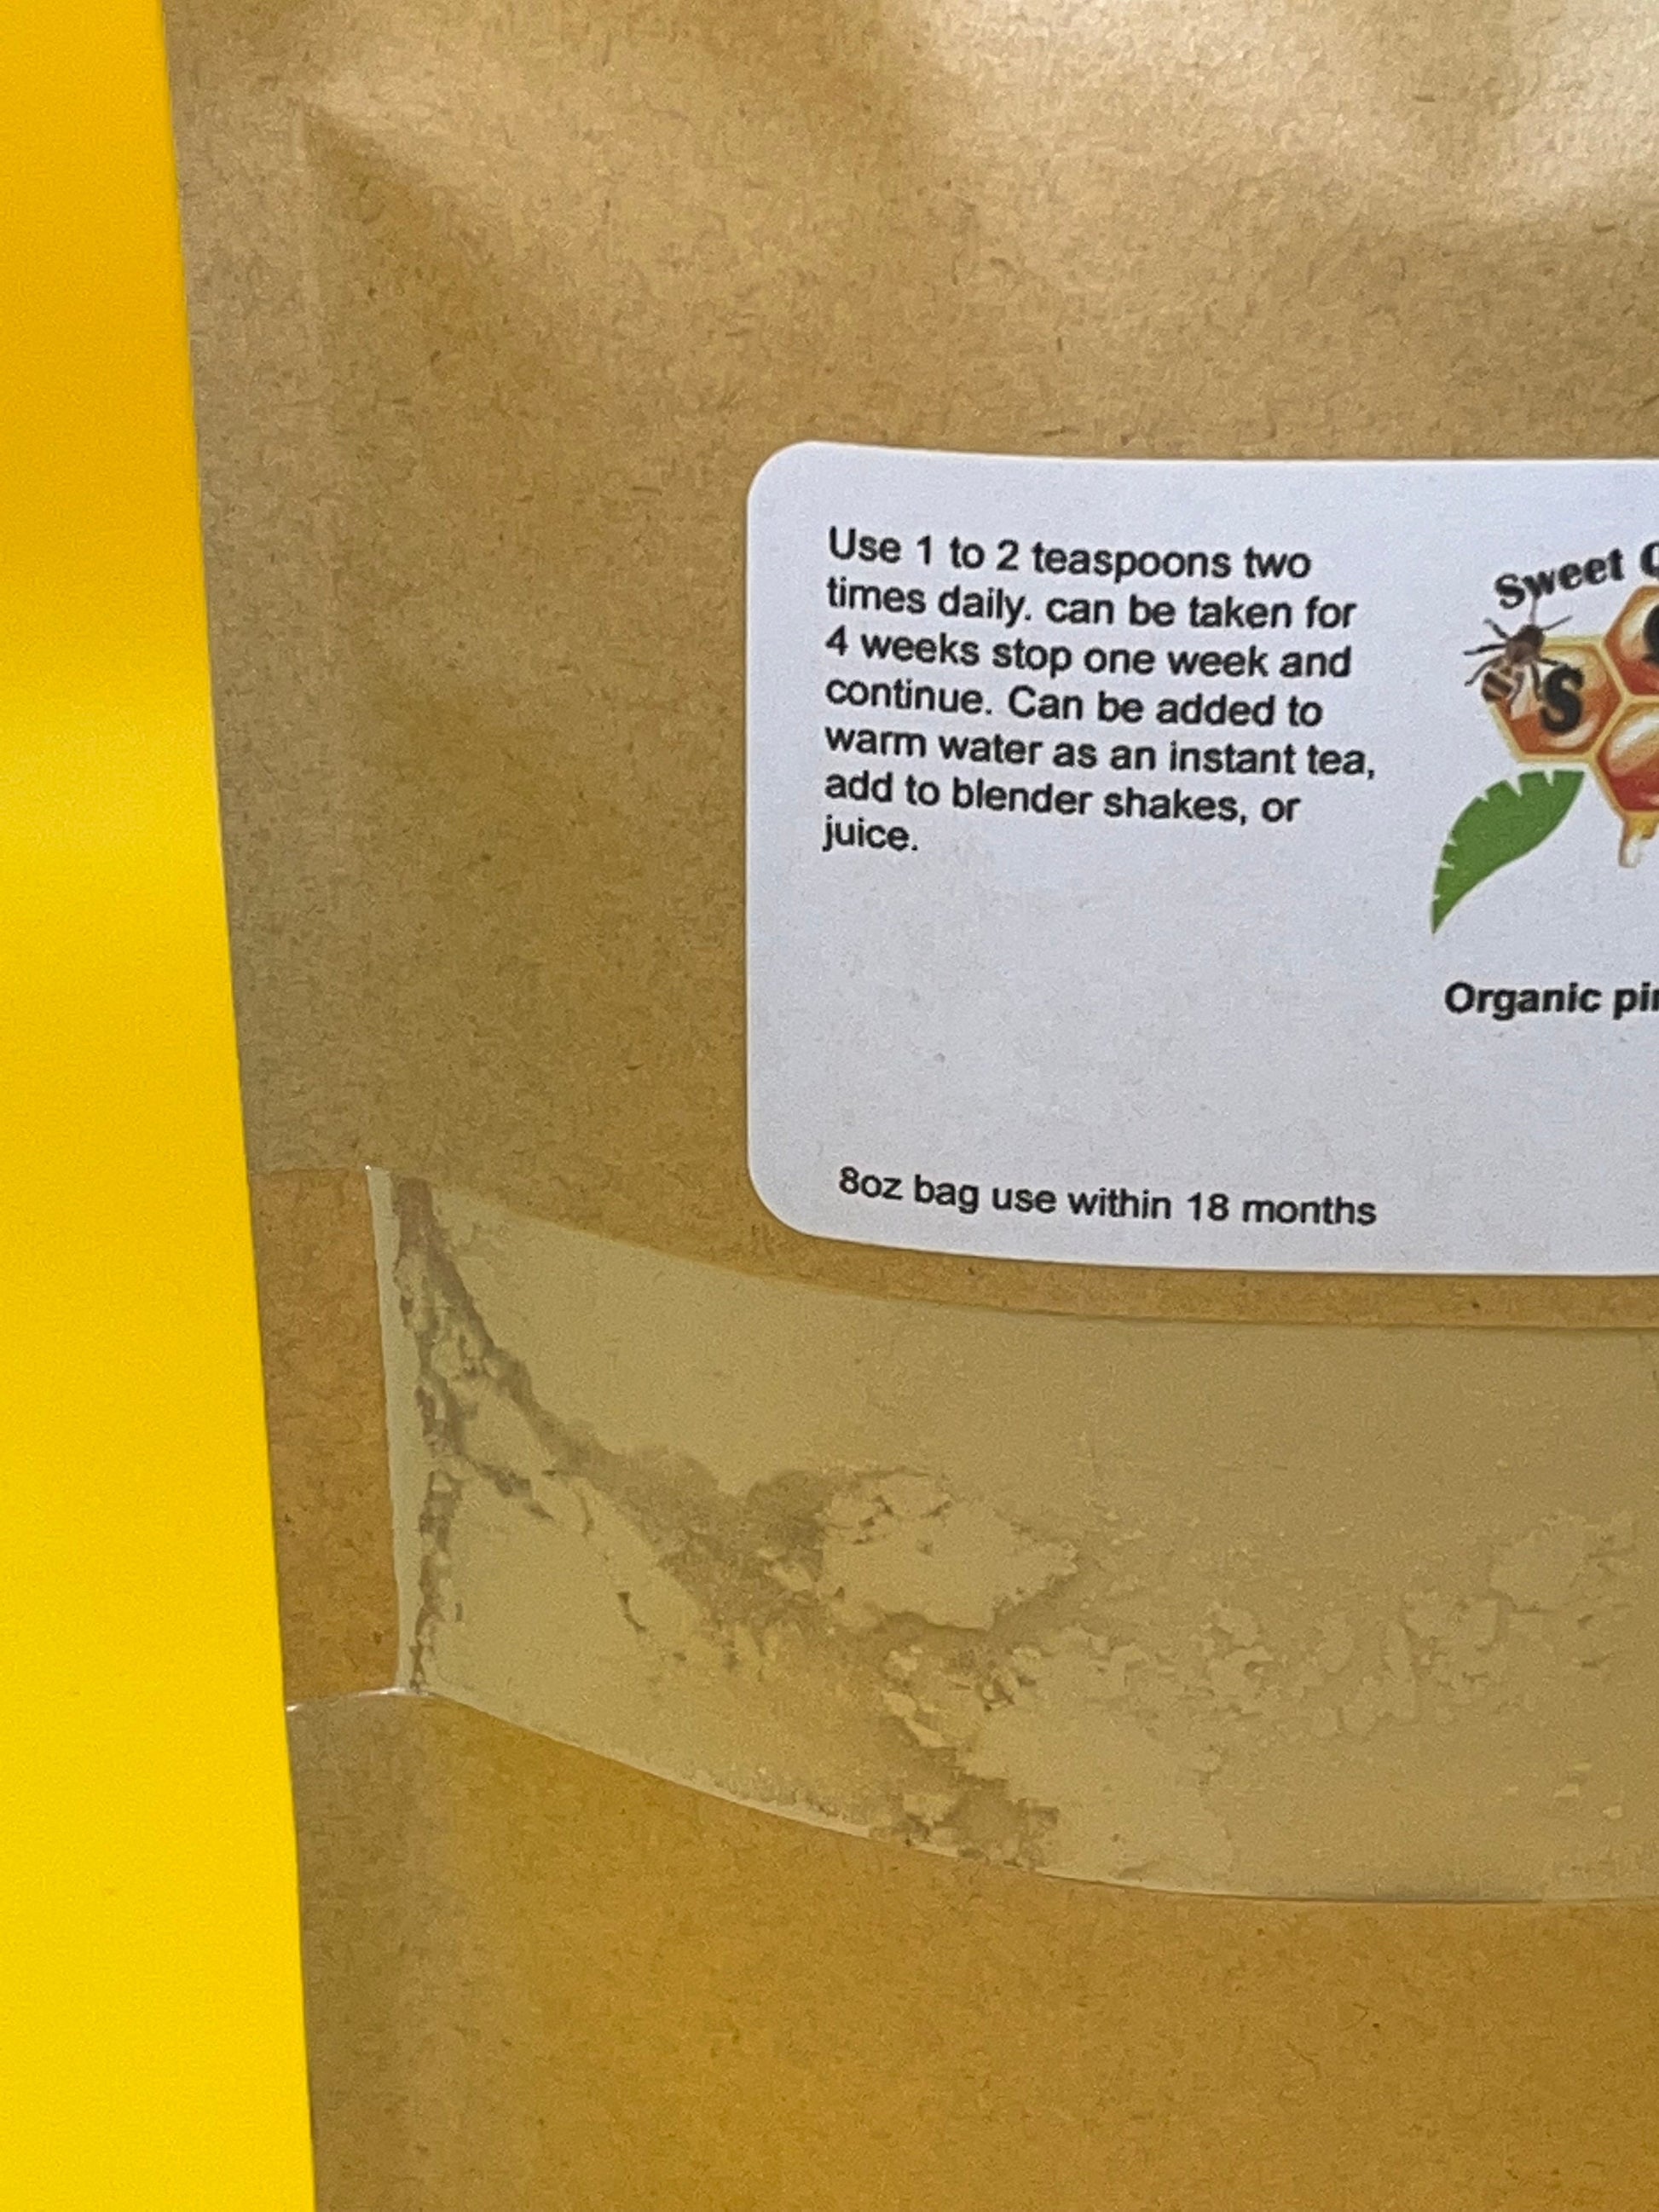 Use 1 to 2 teaspoons two
times daily. can be taken for
4 weeks stop one week and
continue. Can be added to
warm water as an instant tea,
add to blender shakes, or
juice.
Sweet
S
Organic
8oz bag use within 18 months